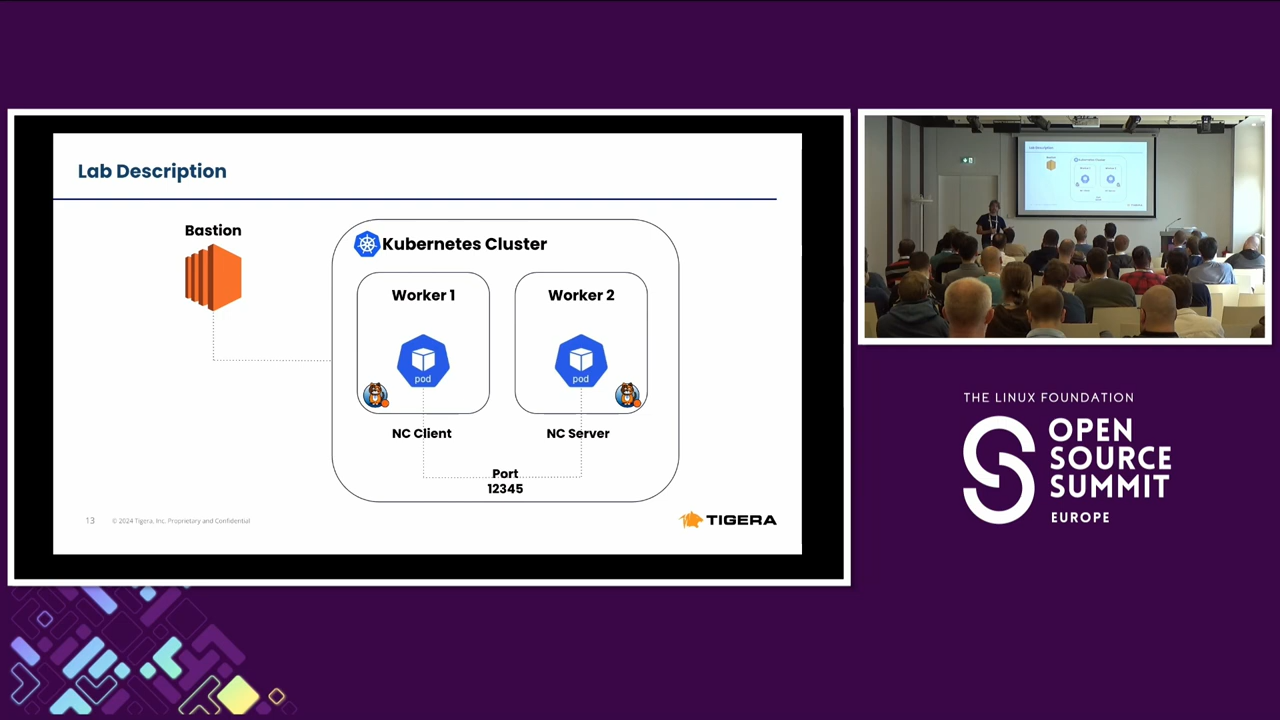 Lab Description
Bastion
Kubernetes Cluster
Worker 1
Worker 2
pod
pod
NC Client
NC Server
Port
12345
13
© 2024 Tigera, Inc. Proprietary and Confidential
TIGERA
THE LINUX FOUNDATION
OPEN
SOURCE
SUMMIT
EUROPE